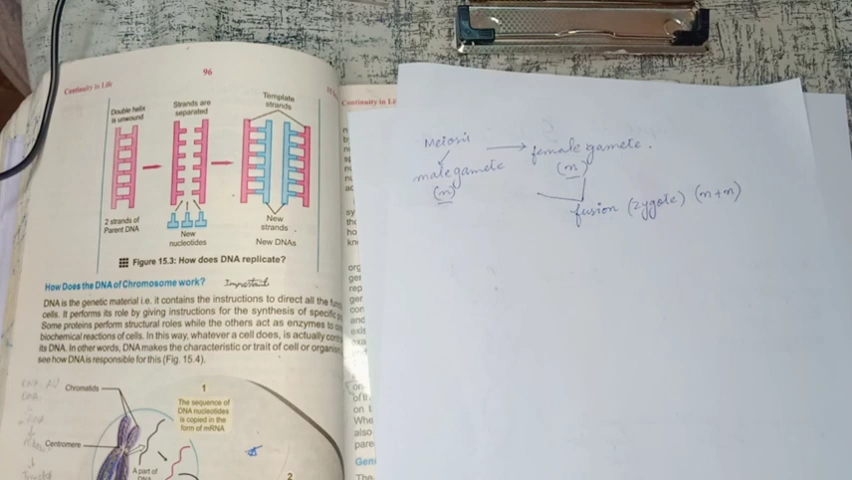 Continuity in Life
96
Double helix
is unwound
Strands are
separated
Template
strands
2 strands of
Parent DNA
New
nucleotides
New
strands
New DNAs
Figure 15.3: How does DNA replicate?
How Does the DNA of Chromosome work? Important
DNA is the genetic material i.e. it contains the instructions to direct all the
cells. It performs its role by giving instructions for the synthesis of specific
Some proteins perform structural roles while the others act as enzymes to
biochemical reactions of cells. In this way, whatever a cell does, is actually
its DNA. In other words, DNA makes the characteristic or trait of cell or
see how DNA is responsible for this (Fig. 15.4).
Chromatids
1
The sequence of
DNA nucleotides
is copied in the
form of mRNA
Centromere
A part of
DNA
2
Continuity in
Meiosis → female gamete.
male gamete (n)
(n)
fusion (zygote) (n+n)